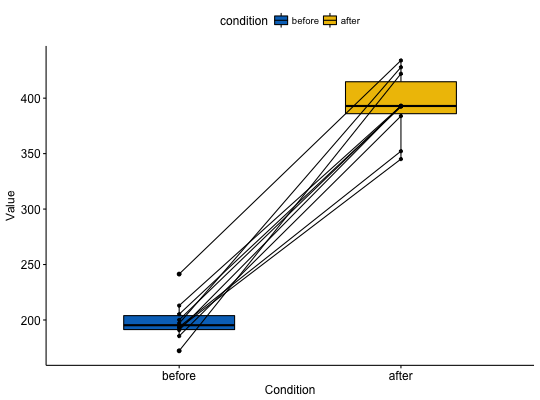 condition before after
400
350
300
250
200
Value
before after
Condition